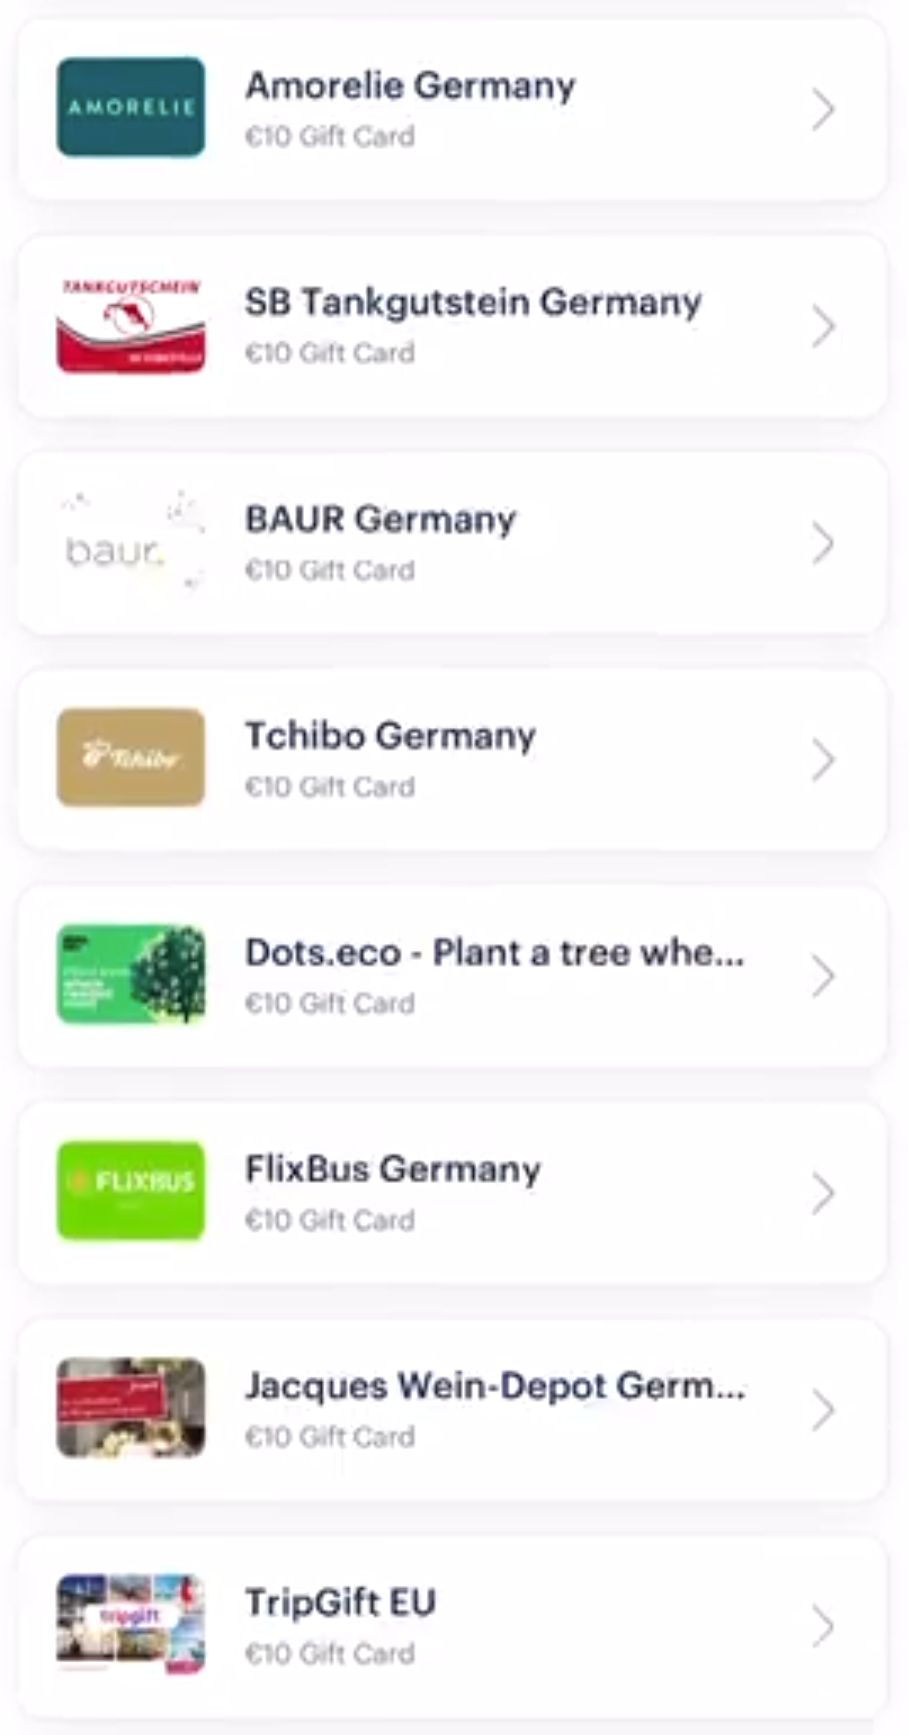 AMORELIE
Amorelie Germany
€10 Gift Card
TANKGUTSCHEIN
SB Tankgutstein Germany
€10 Gift Card
baur.
BAUR Germany
€10 Gift Card
Tchibo
Tchibo Germany
€10 Gift Card
Dots.eco - Plant a tree whe...
€10 Gift Card
FLiXBUS
FlixBus Germany
€10 Gift Card
Jacques Wein-Depot Germ...
€10 Gift Card
tripgift
TripGift EU
€10 Gift Card